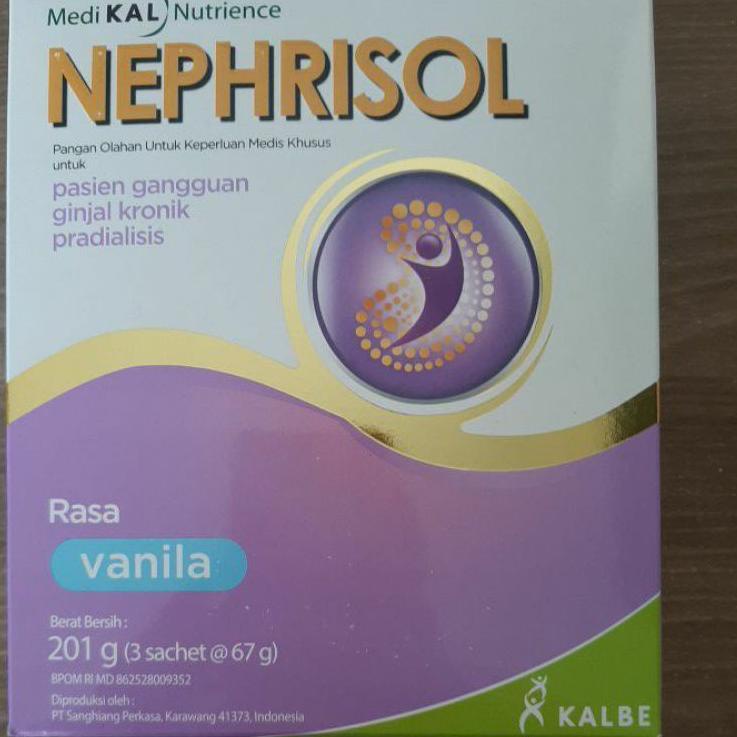 Medi KAL Nutrience
NEPHRISOL
Pangan Olahan Untuk Keperluan Medis Khusus
untuk
pasien gangguan
ginjal kronik
pradialisis
Rasa
vanila
Berat Bersih :
201 g (3 sachet @ 67 g)
BPOM RI MD 862528009352
Diproduksi oleh :
PT Sanghiang Perkasa, Karawang 41373, Indonesia
KALBE